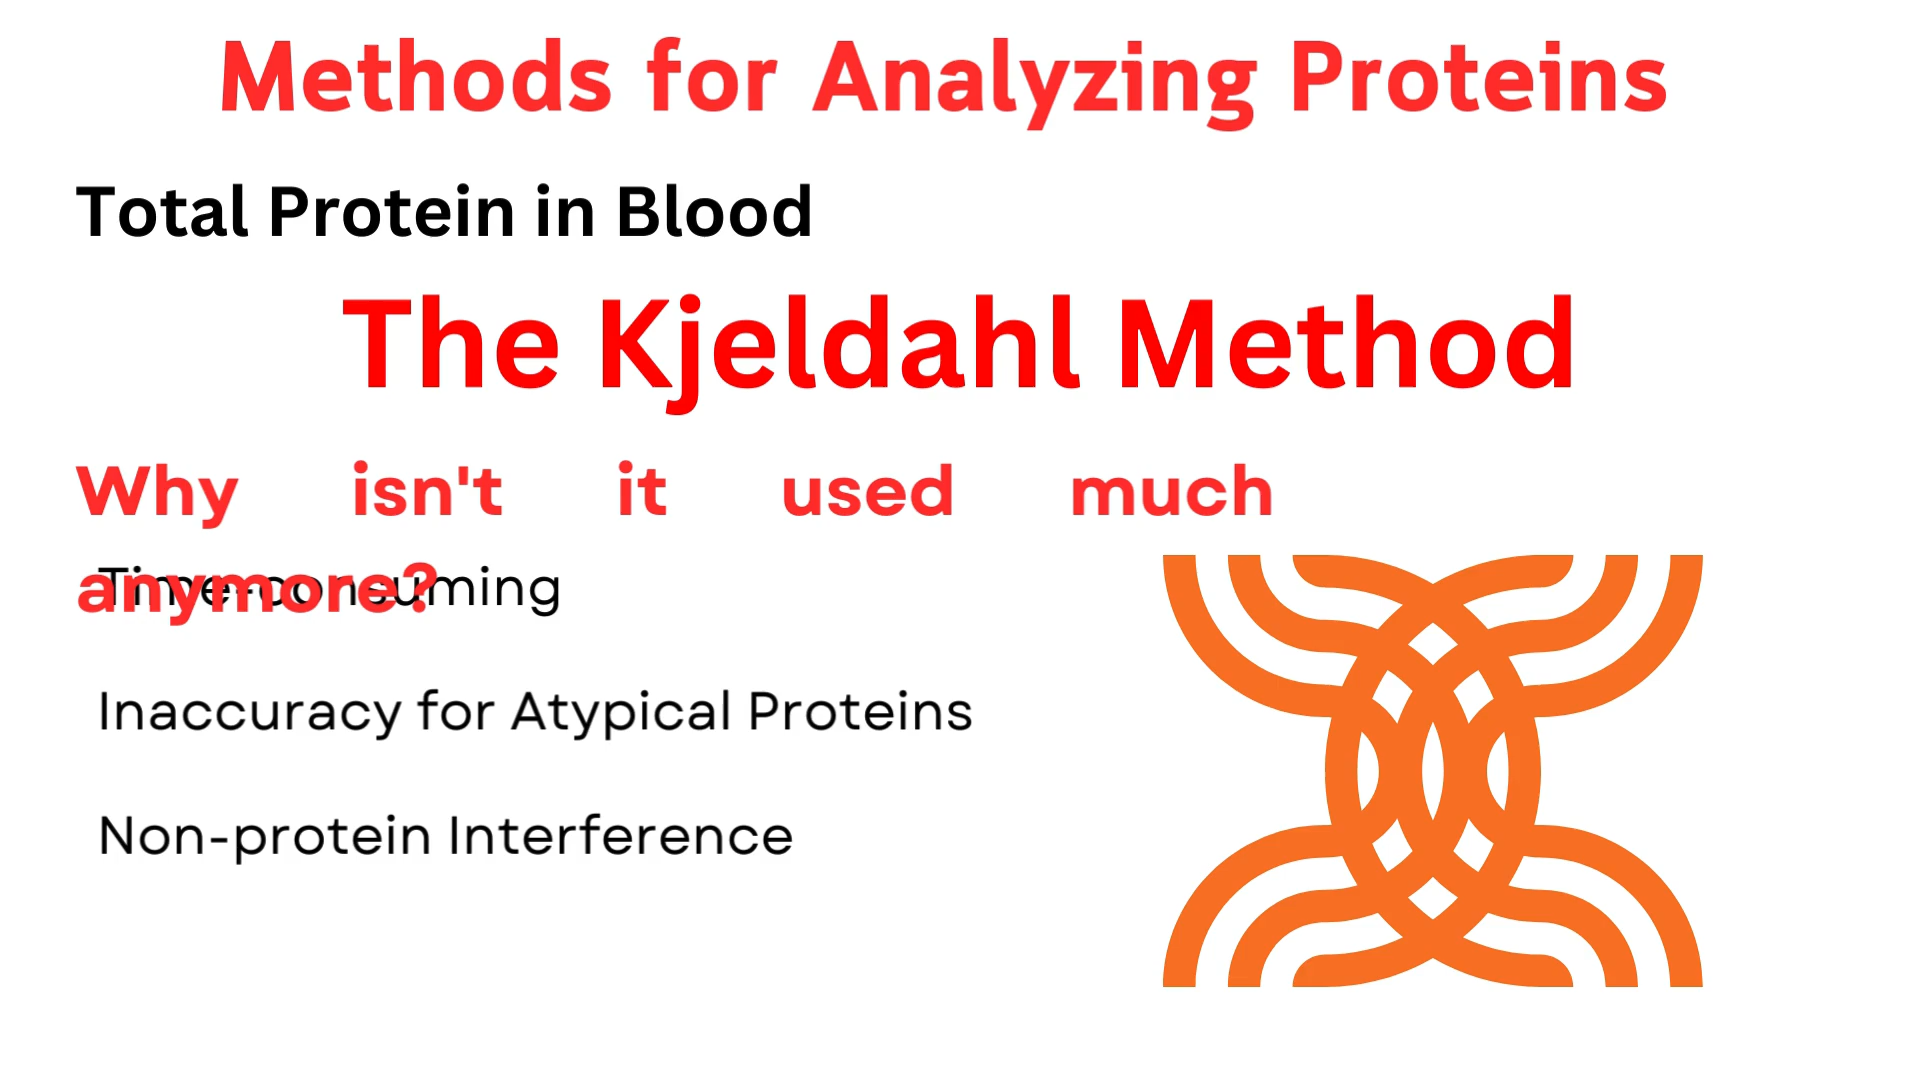 Methods for Analyzing Proteins
Total Protein in Blood
The Kjeldahl Method
Why isn't it used much
anymore?
Time-consuming
Inaccuracy for Atypical Proteins
Non-protein Interference